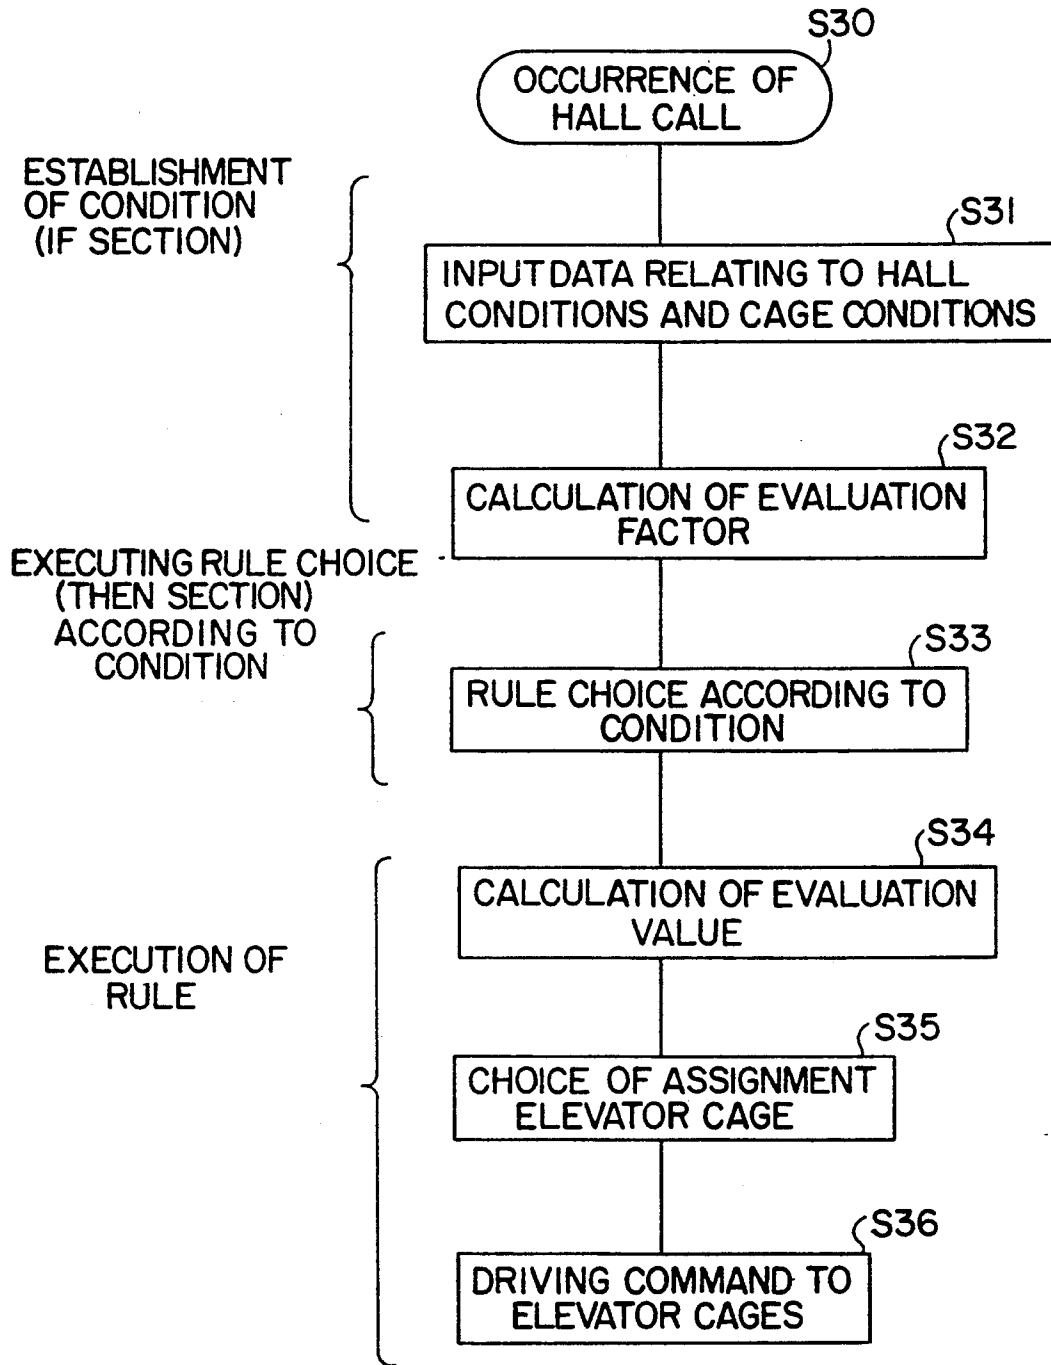 S30
OCCURRENCE OF
HALL CALL
ESTABLISHMENT
OF CONDITION
(IF SECTION)
S31
INPUT DATA RELATING TO HALL
CONDITIONS AND CAGE CONDITIONS
S32
CALCULATION OF EVALUATION
FACTOR
EXECUTING RULE CHOICE
(THEN SECTION)
ACCORDING TO
CONDITION
S33
RULE CHOICE ACCORDING TO
CONDITION
S34
CALCULATION OF EVALUATION
VALUE
EXECUTION OF
RULE
S35
CHOICE OF ASSIGNMENT
ELEVATOR CAGE
S36
DRIVING COMMAND TO
ELEVATOR CAGES